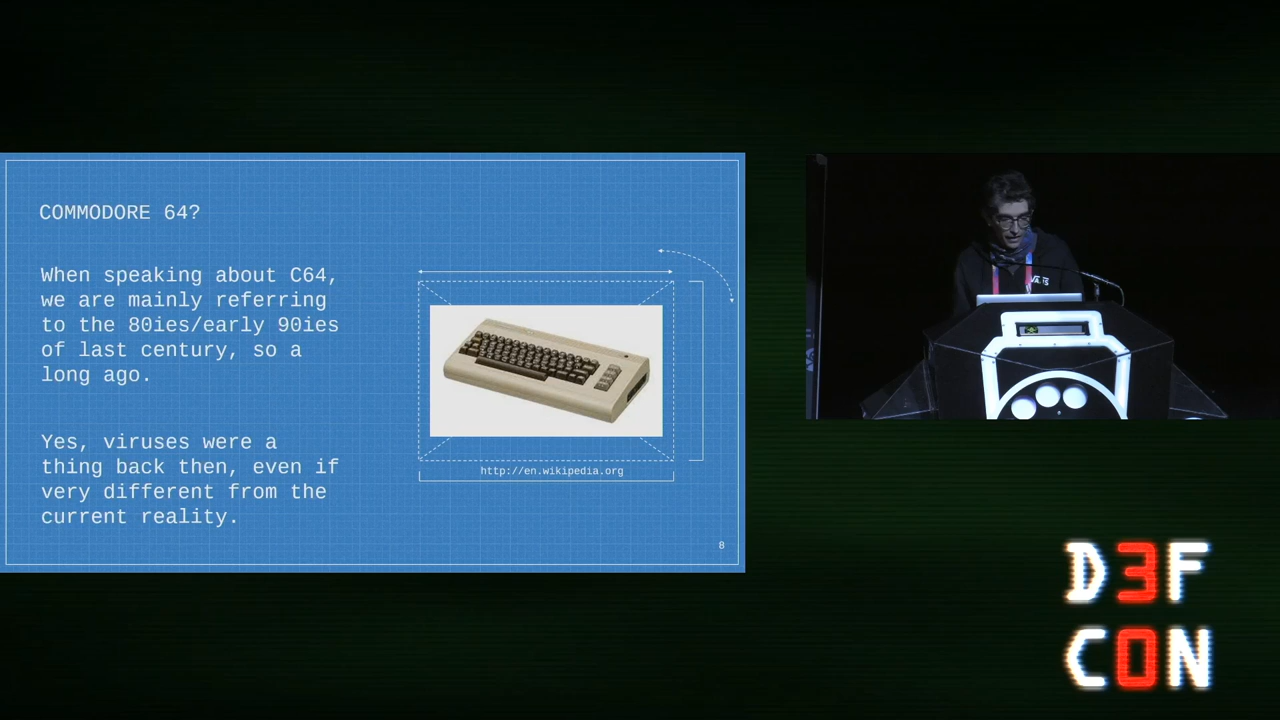 COMMODORE 64?
When speaking about C64,
we are mainly referring
to the 80ies/early 90ies
of last century, so a
long ago.
Yes, viruses were a
thing back then, even if
very different from the
current reality.
http://en.wikipedia.org
8
D3F
C0N